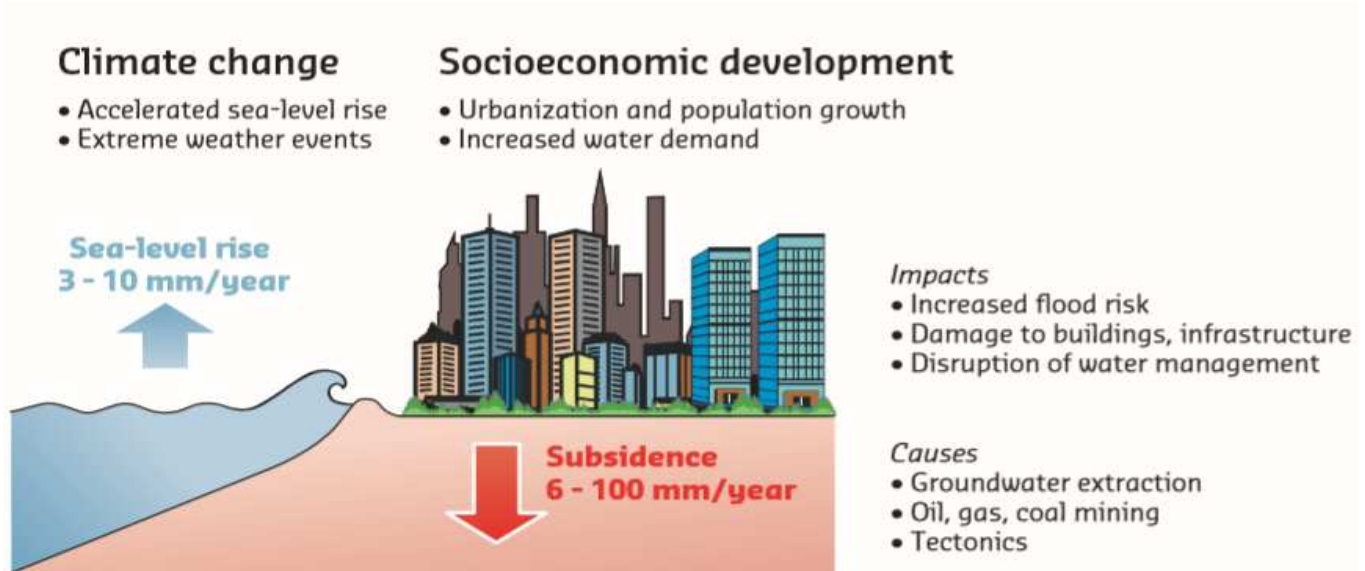 Climate change
• Accelerated sea-level rise
• Extreme weather events
Socioeconomic development
• Urbanization and population growth
• Increased water demand
Sea-level rise
3 - 10 mm/year
Subsidence
6 - 100 mm/year
Impacts
• Increased flood risk
• Damage to buildings, infrastructure
• Disruption of water management
Causes
• Groundwater extraction
• Oil, gas, coal mining
• Tectonics